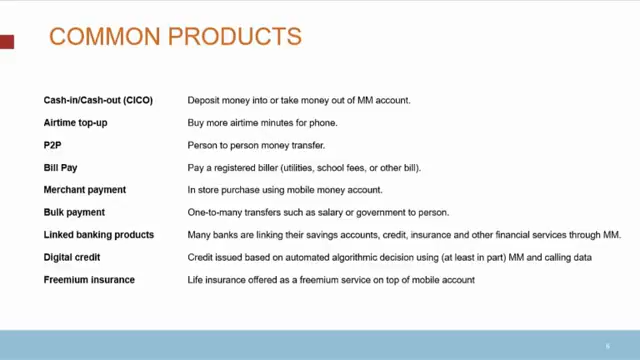 COMMON PRODUCTS
Cash-in/Cash-out (CICO) Deposit money into or take money out of MM account.
Airtime top-up Buy more airtime minutes for phone.
P2P Person to person money transfer.
Bill Pay Pay a registered biller (utilities, school fees, or other bill).
Merchant payment In store purchase using mobile money account.
Bulk payment One-to-many transfers such as salary or government to person.
Linked banking products Many banks are linking their savings accounts, credit, insurance and other financial services through MM.
Digital credit Credit issued based on automated algorithmic decision using (at least in part) MM and calling data
Freemium insurance Life insurance offered as a freemium service on top of mobile account